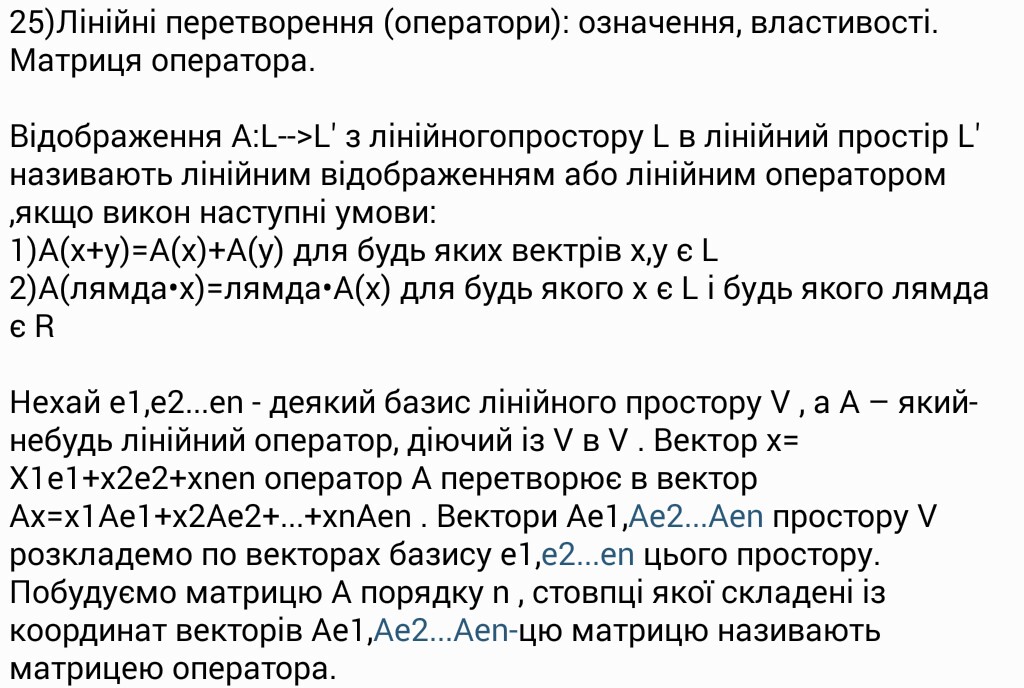 25)Лінійні перетворення (оператори): означення, властивості.
Матриця оператора.
Відображення A:L-->L' з лінійногопростору L в лінійний простір L'
називають лінійним відображенням або лінійним оператором
,якщо викон наступні умови:
1)A(x+y)=A(x)+A(y) для будь яких вектрів x,y є L
2)A(лямда•x)=лямда•A(x) для будь якого x є L і будь якого лямда
є R
Нехай e1,e2...en - деякий базис лінійного простору V , а A – який-
небудь лінійний оператор, діючий із V в V . Вектор x=
X1e1+x2e2+xnen оператор A перетворює в вектор
Ax=x1Ae1+x2Ae2+...+xnAen . Вектори Ae1,Ae2...Aen простору V
розкладемо по векторах базису e1,e2...en цього простору.
Побудуємо матрицю A порядку n , стовпці якої складені із
координат векторів Ae1,Ae2...Aen-цю матрицю називають
матрицею оператора.